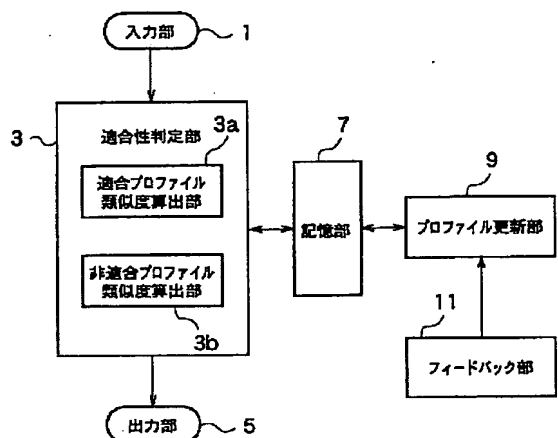 入力部
1
3
適合性判定部
3a
適合プロファイル
類似度算出部
非適合プロファイル
類似度算出部
3b
7
記憶部
9
プロファイル更新部
11
フィードバック部
出力部
5